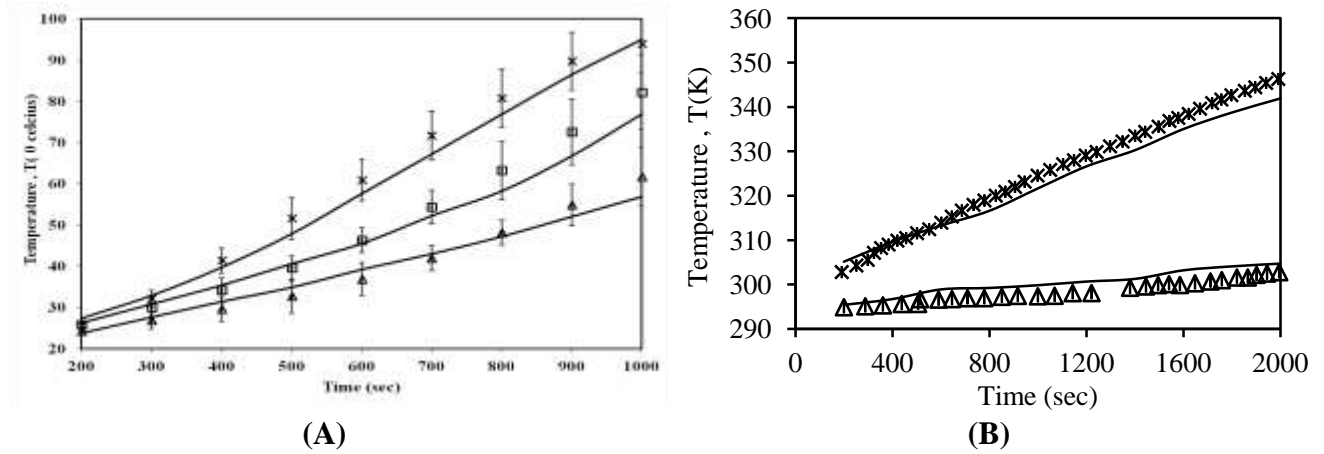 100
90
80
70
60
50
40
30
20
Temperature, T( 0 celcius)
200 300 400 500 600 700 800 900 1000
Time (sec)
(A)
360
350
340
330
320
310
300
290
Temperature , T(K)
0 400 800 1200 1600 2000
Time (sec)
(B)